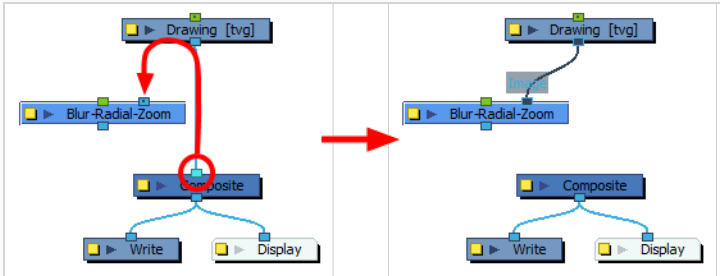 Drawing [tvg]
Blur-Radial-Zoom
Composite
Write
Display
Drawing [tvg]
Image
Blur-Radial-Zoom
Composite
Write
Display